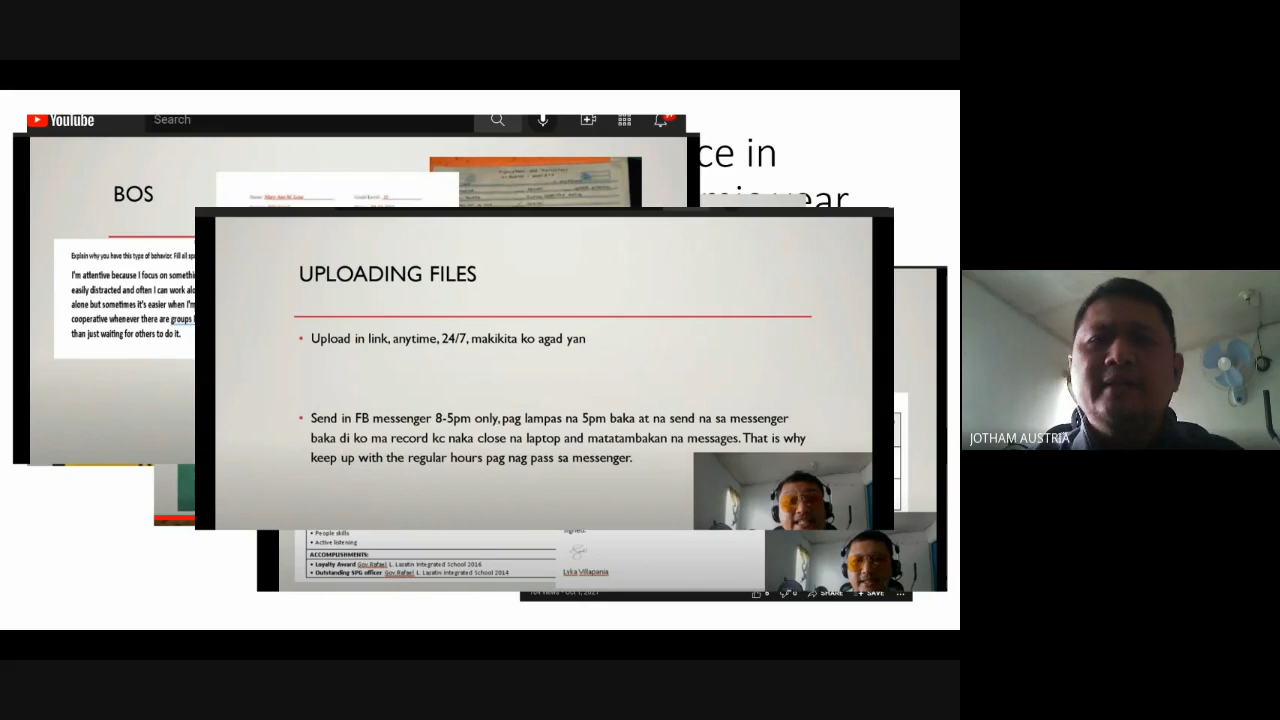 YouTube
Search
ce in
BOS
Explain why you have this type of behavior. Fill all
I'm attentive because I focus on
easily distracted and often I can work
alone but sometimes it's easier when
cooperative whenever there are groups
than just waiting for others to do it.
UPLOADING FILES
• Upload in link, anytime, 24/7, makikita ko agad yan
• Send in FB messenger 8-5pm only, pag lampas na 5pm baka at na send na sa messenger
baka di ko ma record kc naka close na laptop and matatambakan na messages. That is why
keep up with the regular hours pag nag pass sa messenger.
• People skills
• Active listening
ACCOMPLISHMENTS:
• Loyalty Award Gov.Rafael L. Lazatin Integrated School 2016
• Outstanding SPG officer Gov.Rafael L. Lazatin Integrated School 2014
Lyka Villapania
SHARE
SAVE
JOTHAM AUSTRIA